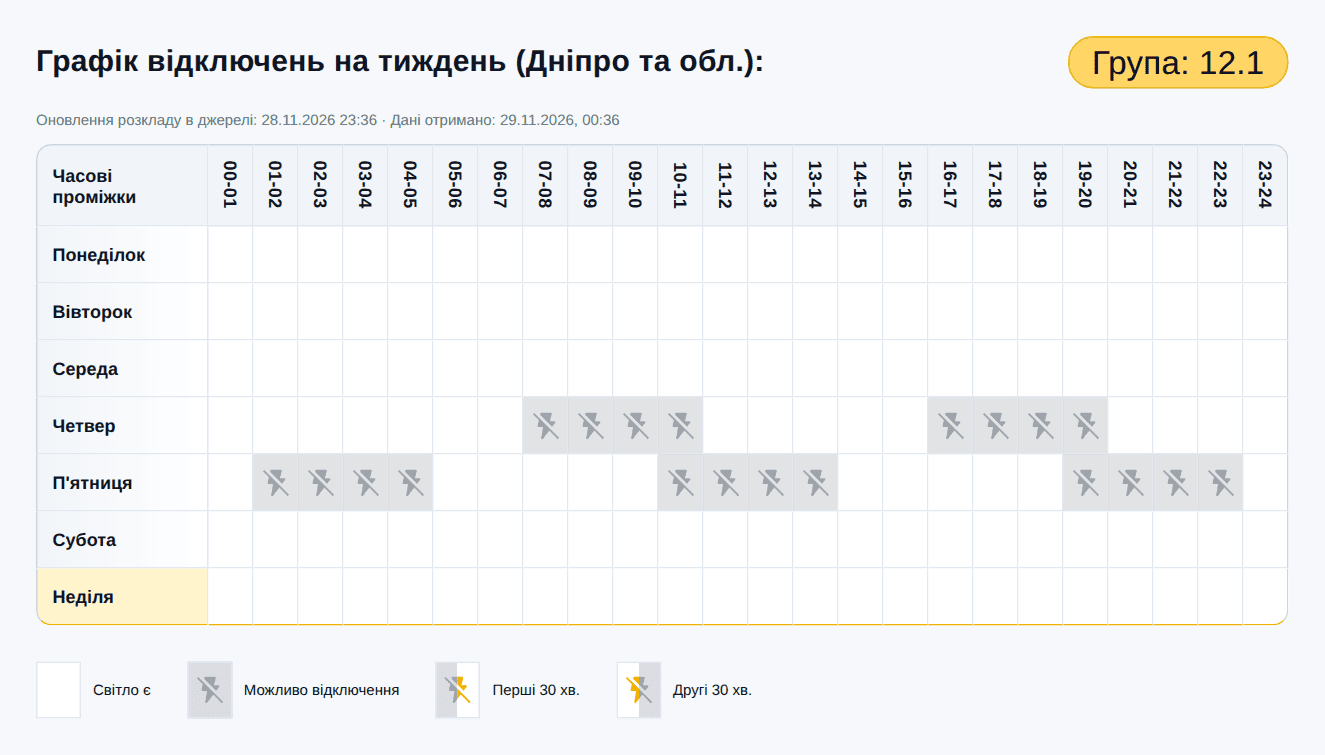 Графік відключень на тиждень (Дніпро та обл.):
Група: 12.1
Оновлення розкладу в джерелі: 28.11.2026 23:36 · Дані отримано: 29.11.2026, 00:36
Часові
проміжки
00-01 01-02 02-03 03-04 04-05 05-06 06-07 07-08 08-09 09-10 10-11 11-12 12-13 13-14 14-15 15-16 16-17 17-18 18-19 19-20 20-21 21-22 22-23 23-24
Понеділок
Вівторок
Середа
Четвер
П'ятниця
Субота
Неділя
Світло є
Можливо відключення
Перші 30 хв.
Другі 30 хв.